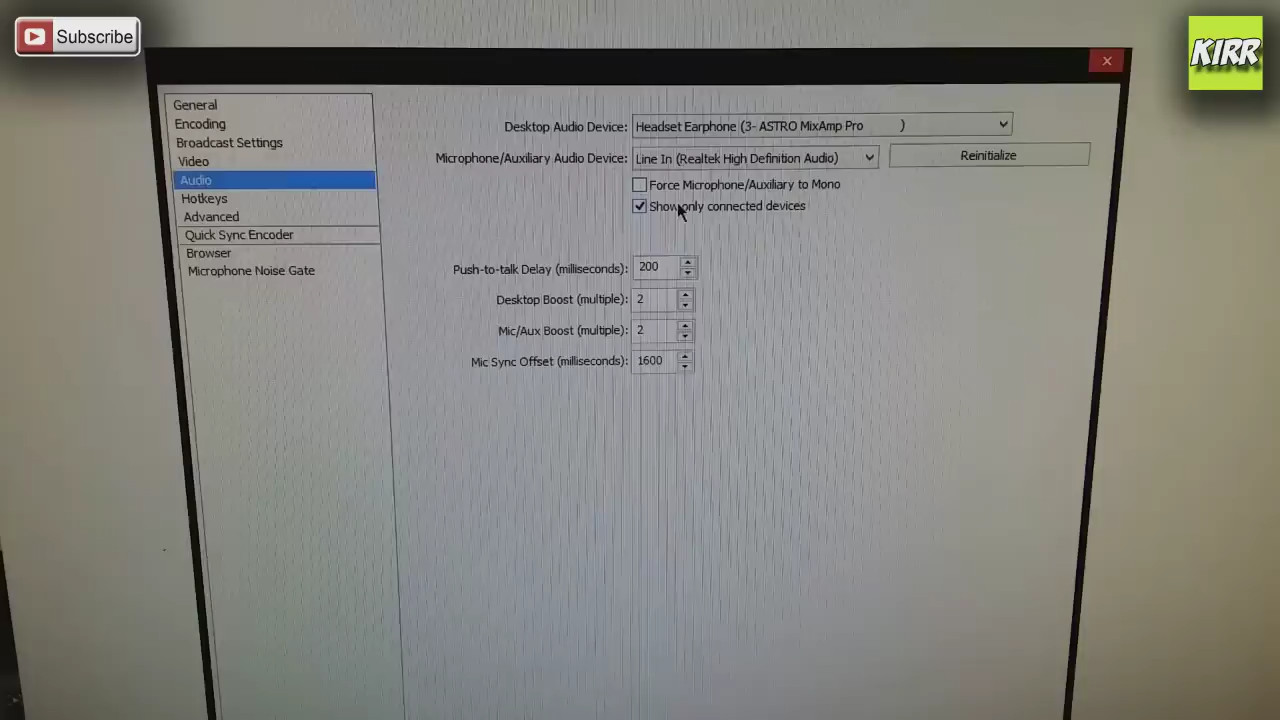 Subscribe
KIRR
General
Encoding
Broadcast Settings
Video
Audio
Hotkeys
Advanced
Quick Sync Encoder
Browser
Microphone Noise Gate
Desktop Audio Device: Headset Earphone (3- ASTRO MixAmp Pro )
Microphone/Auxiliary Audio Device: Line In (Realtek High Definition Audio) Reinitialize
Force Microphone/Auxiliary to Mono
Show only connected devices
Push-to-talk Delay (milliseconds): 200
Desktop Boost (multiple): 2
Mic/Aux Boost (multiple): 2
Mic Sync Offset (milliseconds): 1600